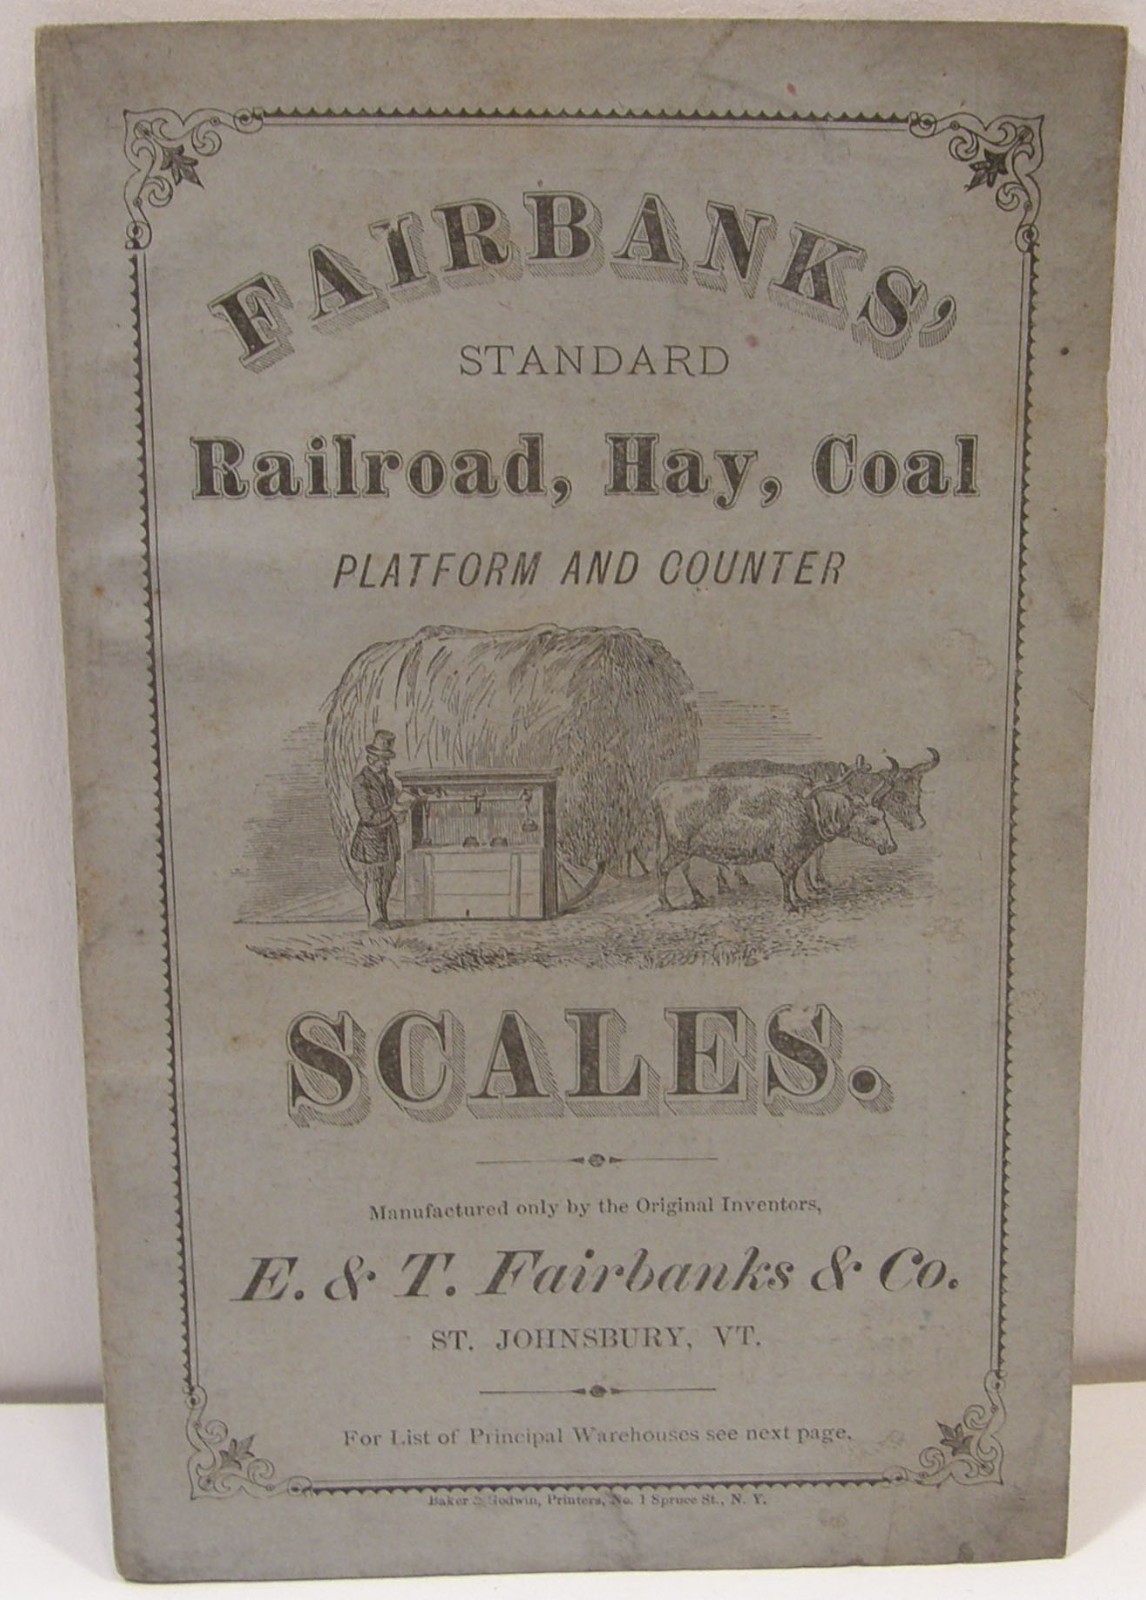 FAIRBANKS'
STANDARD
Railroad, Hay, Coal
PLATFORM AND COUNTER
SCALES.
Manufactured only by the Original Inventors,
E. & T. Fairbanks & Co.
ST. JOHNSBURY, VT.
For List of Principal Warehouses see next page.
Baker & Godwin, Printers, No. 1 Spruce St., N. Y.